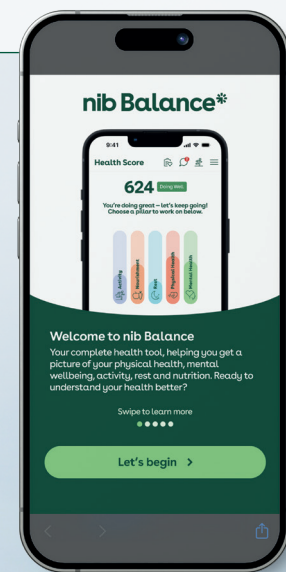 nib Balance*
9:41
Health Score
624 Doing Well
You're doing great – let's keep going!
Choose a pillar to work on below.
Activity
Nourishment
Rest
Physical Health
Mental Health
Welcome to nib Balance
Your complete health tool, helping you get a
picture of your physical health, mental
wellbeing, activity, rest and nutrition. Ready to
understand your health better?
Swipe to learn more
Let's begin >